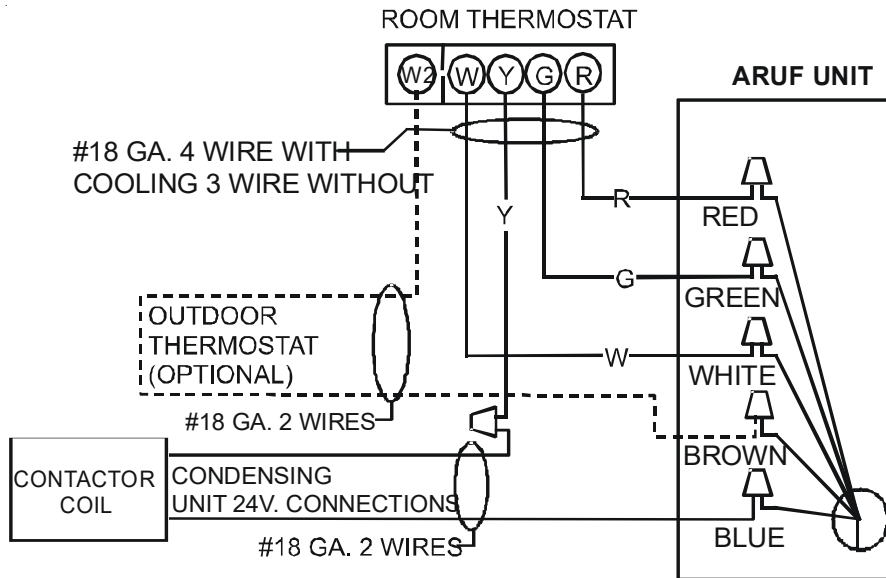 ROOM THERMOSTAT
W2 W Y G R
ARUF UNIT
#18 GA. 4 WIRE WITH
COOLING 3 WIRE WITHOUT
R
RED
Y
G
GREEN
OUTDOOR
THERMOSTAT
(OPTIONAL)
W
WHITE
#18 GA. 2 WIRES
BROWN
CONTACTOR
COIL
CONDENSING
UNIT 24V. CONNECTIONS
BLUE
#18 GA. 2 WIRES